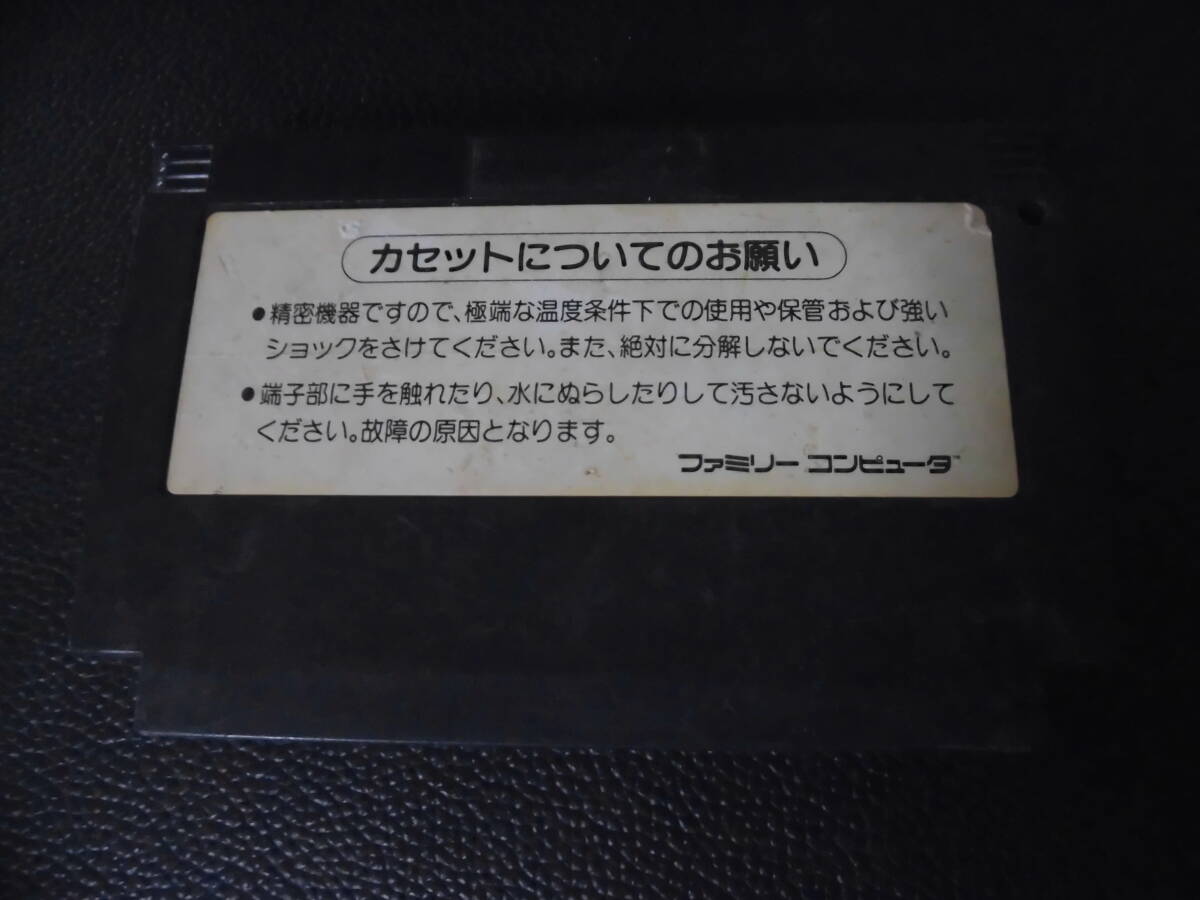 カセットについてのお願い
●精密機器ですので、極端な温度条件下での使用や保管および強い
ショックをさけてください。また、絶対に分解しないでください。
●端子部に手を触れたり、水にぬらしたりして汚さないようにして
ください。故障の原因となります。
ファミリー コンピュータ™